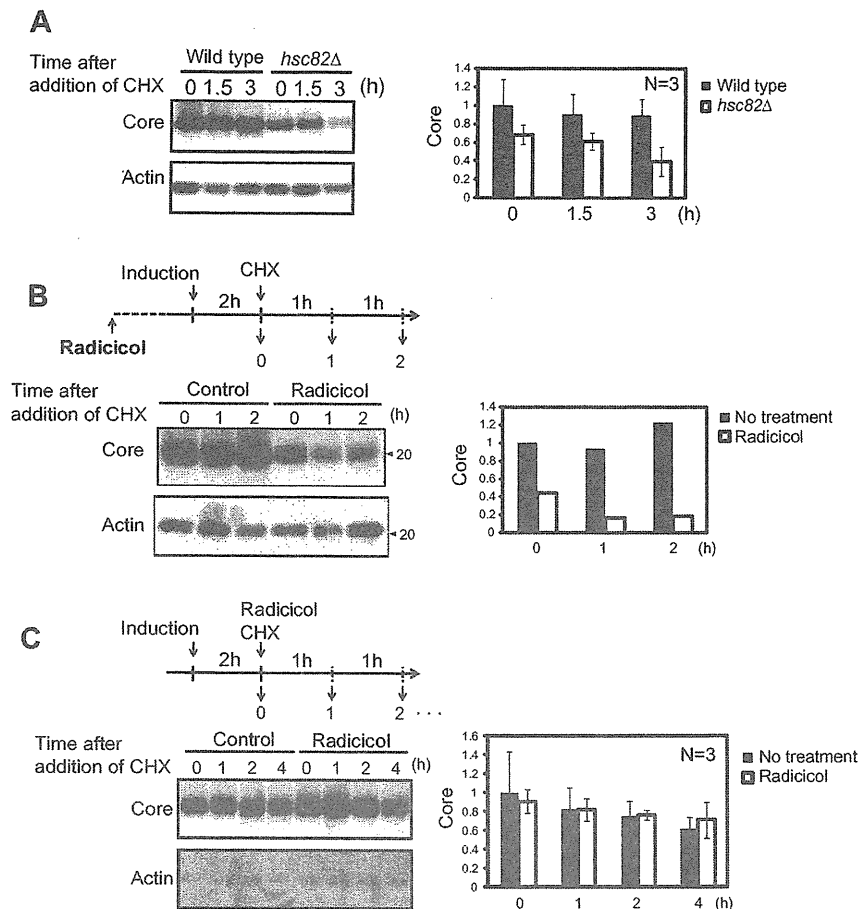 A
Time after
addition of CHX
Wild type hsc82Δ
0 1.5 3 0 1.5 3 (h)
Core
Actin
Core
1.4
1.2
1
0.8
0.6
0.4
0.2
0
N=3
Wild type
hsc82Δ
0 1.5 3 (h)
B
Induction CHX
2h 1h 1h
Radicicol
0 1 2
Time after
addition of CHX
Control Radicicol
0 1 2 0 1 2 (h)
Core
20
Actin
20
Core
1.4
1.2
1
0.8
0.6
0.4
0.2
0
No treatment
Radicicol
0 1 2 (h)
C
Radicicol
Induction CHX
2h 1h 1h
0 1 2 . . .
Time after
addition of CHX
Control Radicicol
0 1 2 4 0 1 2 4 (h)
Core
Actin
Core
1.6
1.4
1.2
1
0.8
0.6
0.4
0.2
0
N=3
No treatment
Radicicol
0 1 2 4 (h)